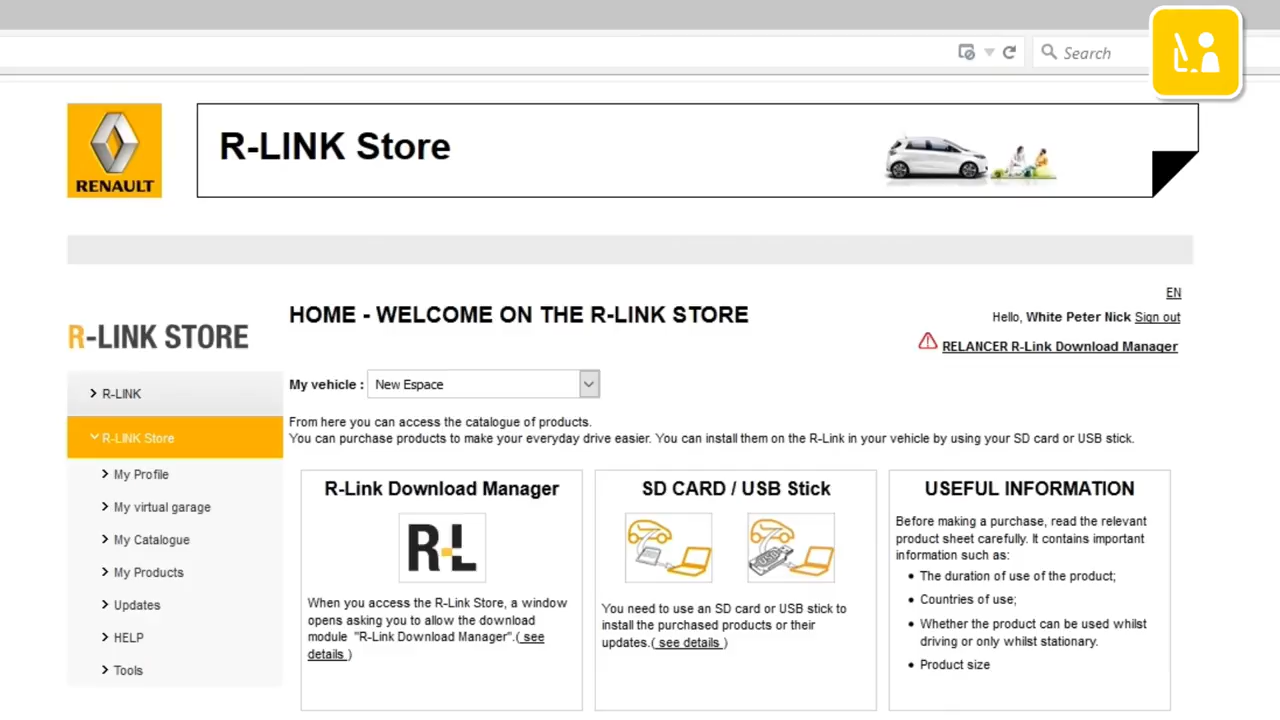 Search
RENAULT
R-LINK Store
EN
HOME - WELCOME ON THE R-LINK STORE
Hello, White Peter Nick Sign out
R-LINK STORE
RELANCER R-Link Download Manager
My vehicle : New Espace
R-LINK
From here you can access the catalogue of products.
You can purchase products to make your everyday drive easier. You can install them on the R-Link in your vehicle by using your SD card or USB stick.
R-LINK Store
My Profile
My virtual garage
My Catalogue
My Products
Updates
HELP
Tools
R-Link Download Manager
R-L
When you access the R-Link Store, a window
opens asking you to allow the download
module "R-Link Download Manager".( see
details )
SD CARD / USB Stick
You need to use an SD card or USB stick to
install the purchased products or their
updates.( see details )
USEFUL INFORMATION
Before making a purchase, read the relevant
product sheet carefully. It contains important
information such as:
• The duration of use of the product;
• Countries of use;
• Whether the product can be used whilst
driving or only whilst stationary.
• Product size